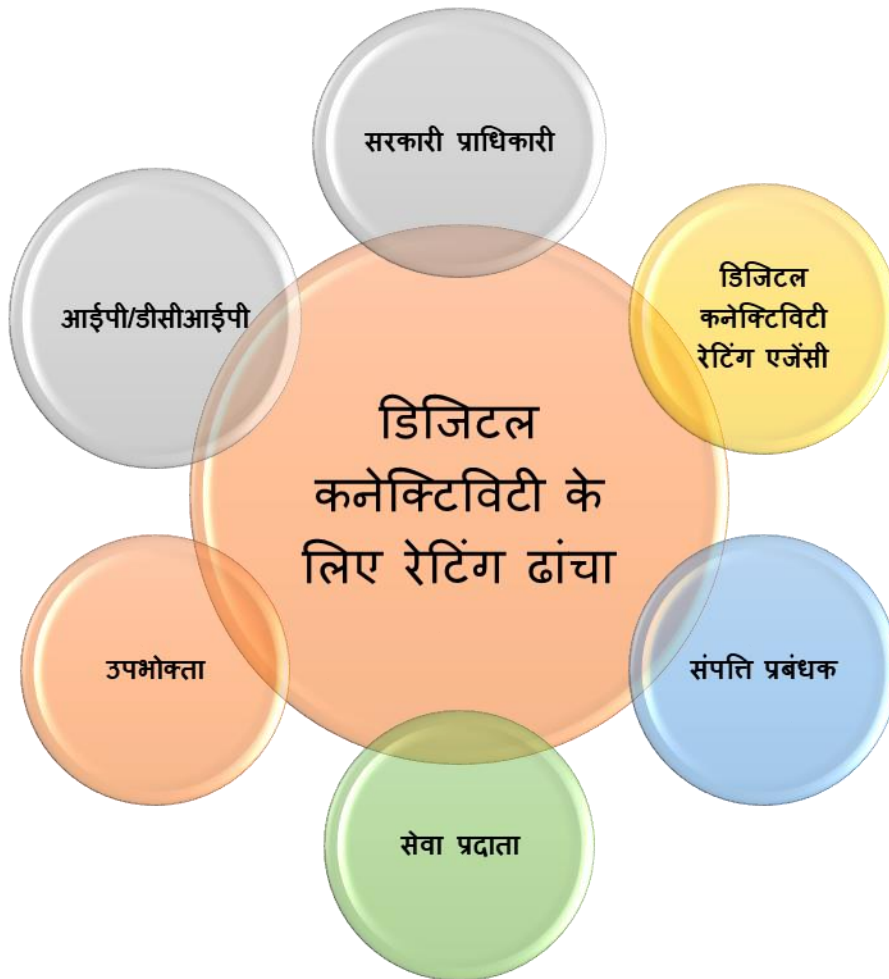 सरकारी प्राधिकारी
डिजिटल
कनेक्टिविटी
रेटिंग एजेंसी
आईपी/डीसीआईपी
डिजिटल
कनेक्टिविटी के
लिए रेटिंग ढांचा
संपत्ति प्रबंधक
उपभोक्ता
सेवा प्रदाता